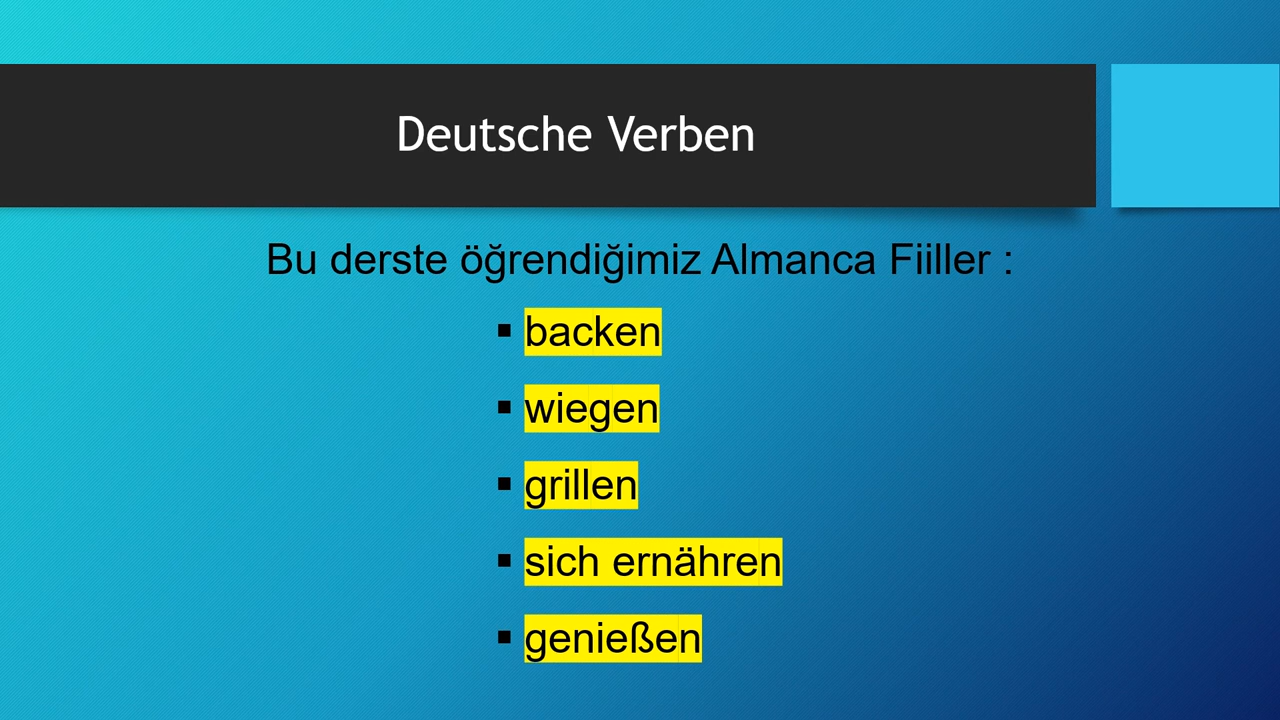 Deutsche Verben
Bu derste öğrendiğimiz Almanca Fiiller :
▪ backen
▪ wiegen
▪ grillen
▪ sich ernähren
▪ genießen